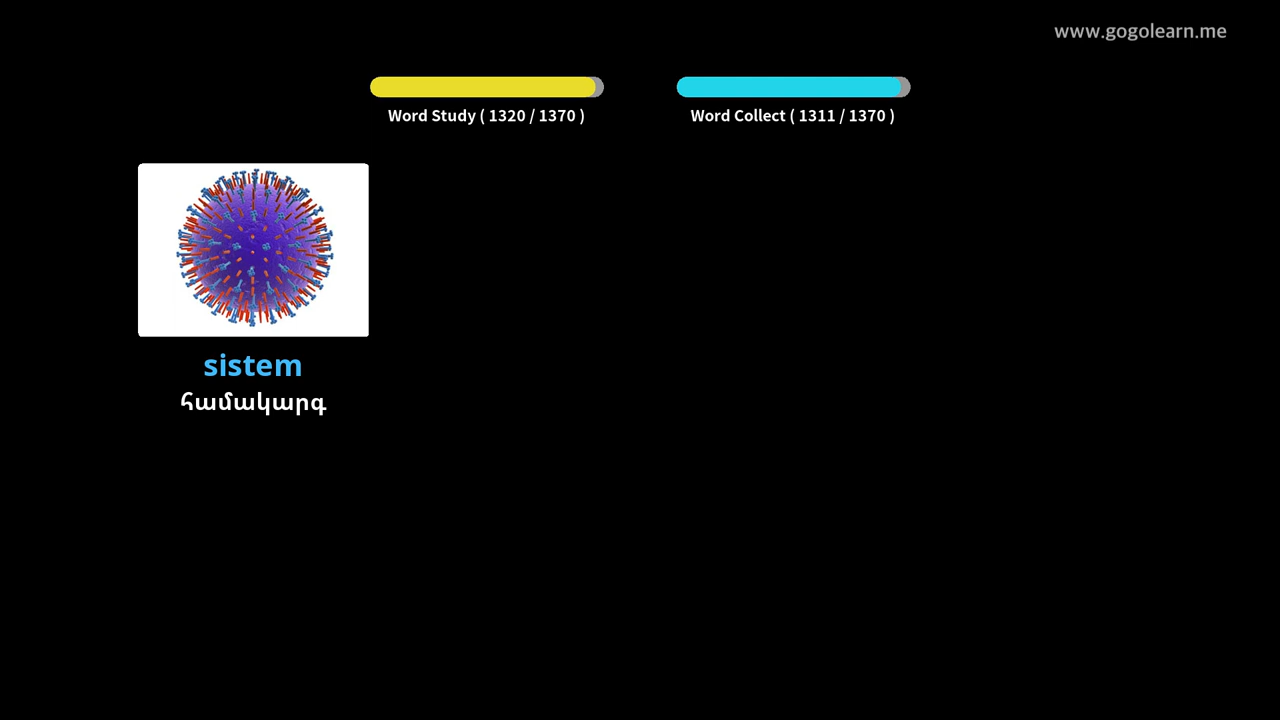 www.gogolearn.me
Word Study ( 1320 / 1370 )
Word Collect ( 1311 / 1370 )
sistem
համակարգ